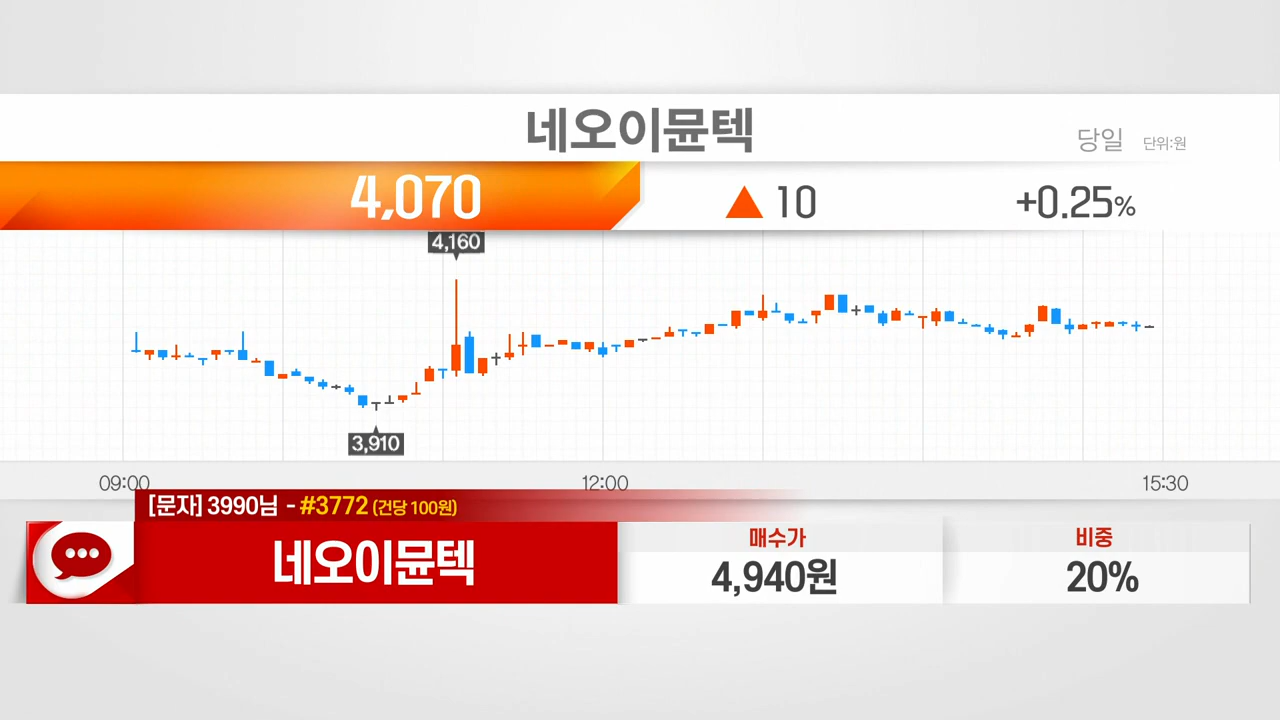 네오이뮨텍
당일 단위:원
4,070 ▲ 10 +0.25%
4,160
3,910
09:00 12:00 15:30
[문자] 3990님 - #3772 (건당 100원)
네오이뮨텍
매수가 비중
4,940원 20%